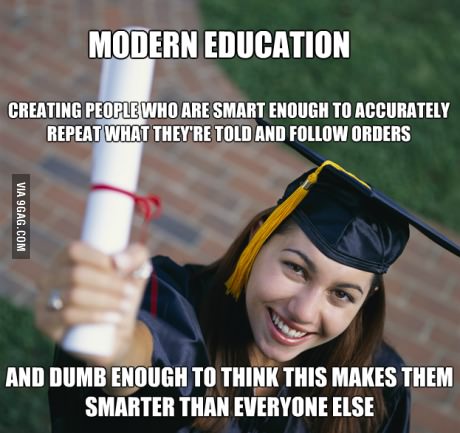 MODERN EDUCATION
CREATING PEOPLE WHO ARE SMART ENOUGH TO ACCURATELY
REPEAT WHAT THEY'RE TOLD AND FOLLOW ORDERS
VIA 9GAG.COM
AND DUMB ENOUGH TO THINK THIS MAKES THEM
SMARTER THAN EVERYONE ELSE